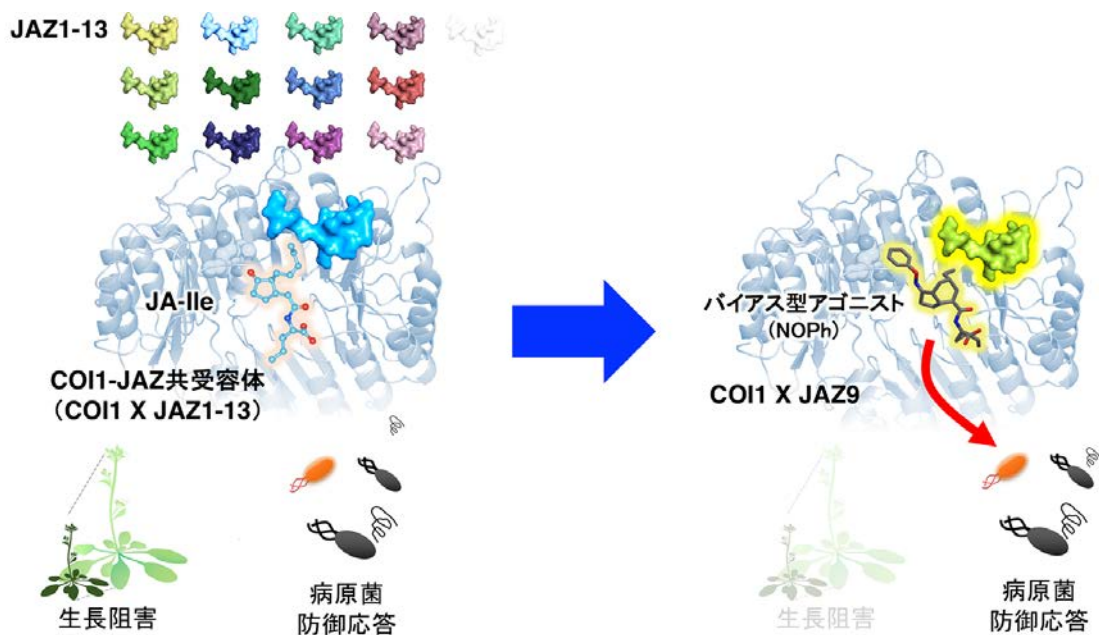 JAZ1-13
JA-Ile
COI1-JAZ共受容体
（COI1 X JAZ1-13）
生長阻害
病原菌
防御応答
バイアス型アゴニスト
(NOPh)
COI1 X JAZ9
生長阻害
病原菌
防御応答